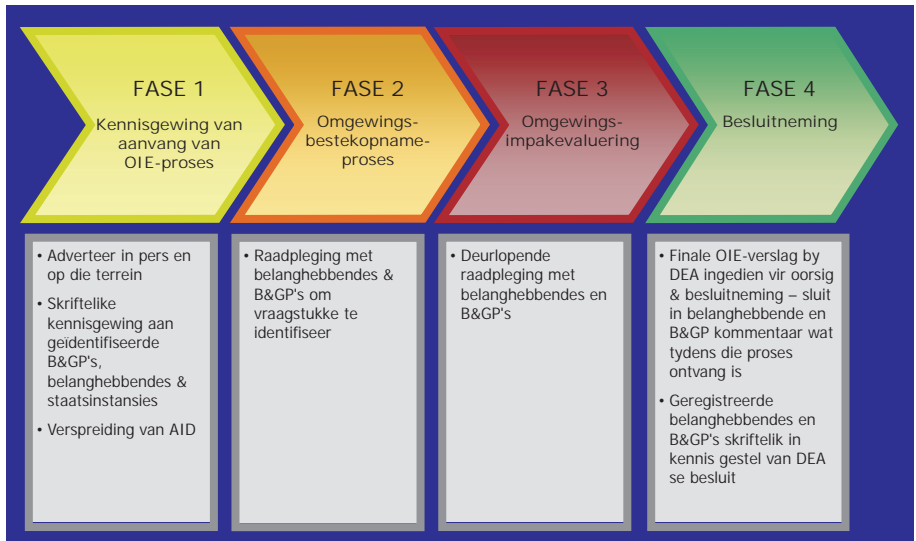 FASE 1
Kennisgewing van
aanvang van
OIE-proses
FASE 2
Omgewings-
bestekopname-
proses
FASE 3
Omgewings-
impakevaluering
FASE 4
Besluitneming
• Adverteer in pers en
op die terrein
• Skriftelike
kennisgewing aan
geïdentifiseerde
B&GP's,
belanghebbendes &
staatsinstansies
• Verspreiding van AID
• Raadpleging met
belanghebbendes &
B&GP's om
vraagstukke te
identifiseer
• Deurlopende
raadpleging met
belanghebbendes en
B&GP's
• Finale OIE-verslag by
DEA ingedien vir oorsig
& besluitneming – sluit
in belanghebbende en
B&GP kommentaar wat
tydens die proses
ontvang is
• Geregistreerde
belanghebbendes en
B&GP's skriftelik in
kennis gestel van DEA
se besluit